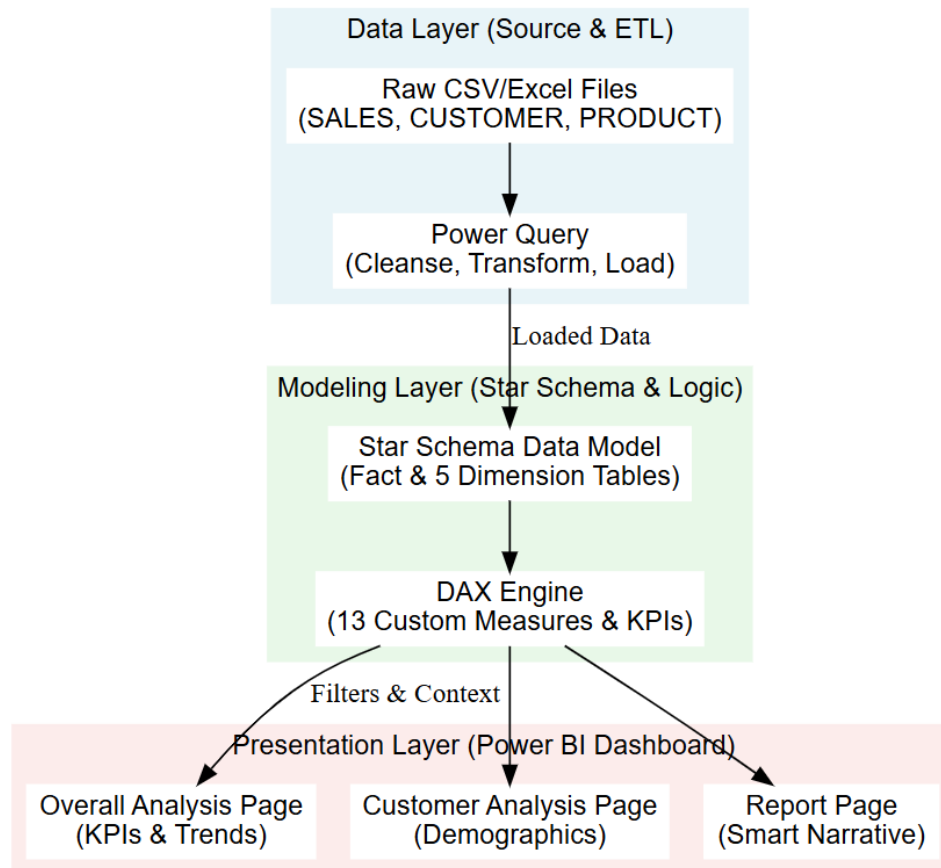 Data Layer (Source & ETL)
Raw CSV/Excel Files
(SALES, CUSTOMER, PRODUCT)
Power Query
(Cleanse, Transform, Load)
Loaded Data
Modeling Layer (Star Schema & Logic)
Star Schema Data Model
(Fact & 5 Dimension Tables)
DAX Engine
(13 Custom Measures & KPIs)
Filters & Context
Presentation Layer (Power BI Dashboard)
Overall Analysis Page
(KPIs & Trends)
Customer Analysis Page
(Demographics)
Report Page
(Smart Narrative)